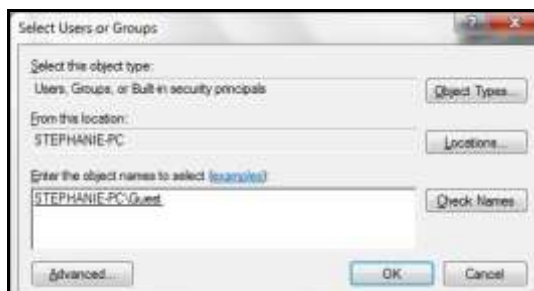 Select Users or Groups
Select this object type:
Users, Groups, or Built-in security principals
Object Types...
From this location:
STEPHANIE-PC
Locations...
Enter the object names to select (examples):
STEPHANIE-PC\Guest
Check Names
Advanced...
OK
Cancel